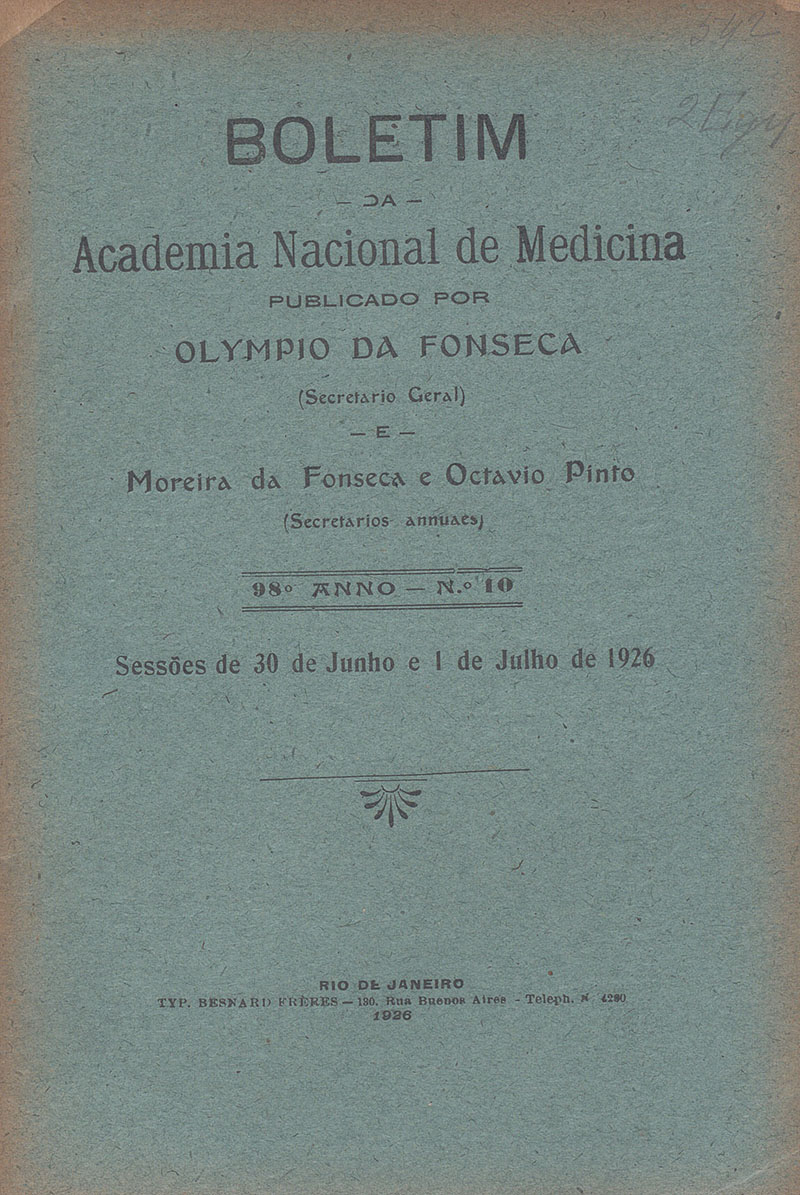 542
BOLETIM
— DA —
Academia Nacional de Medicina
PUBLICADO POR
OLYMPIO DA FONSECA
(Secretario Geral)
— E —
Moreira da Fonseca e Octavio Pinto
(Secretarios annuaes)
98º ANNO — N.º 10
Sessões de 30 de Junho e 1 de Julho de 1926
RIO DE JANEIRO
TYP. BESNARD FRÈRES — 130, Rua Buenos Aires - Teleph. N. 4280
1926